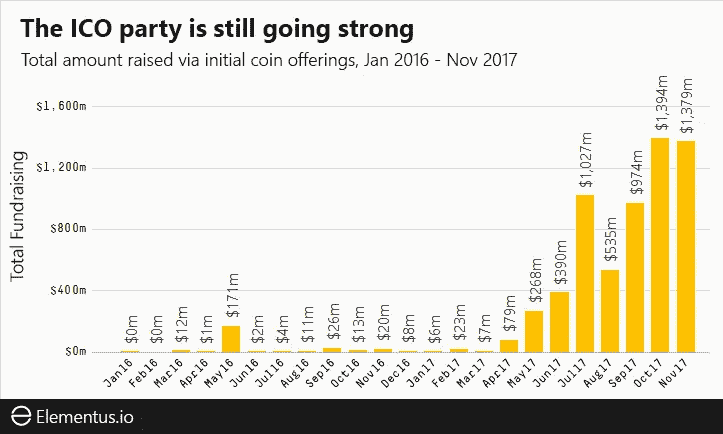 The ICO party is still going strong
Total amount raised via initial coin offerings, Jan 2016 - Nov 2017
Total Fundraising
$1,600m
$1,200m
$800m
$400m
$0m
$0m
$0m
$12m
$1m
$171m
$2m
$4m
$11m
$26m
$13m
$20m
$8m
$6m
$23m
$7m
$79m
$268m
$390m
$1,027m
$535m
$974m
$1,394m
$1,379m
Jan16
Feb16
Mar16
Apr16
May16
Jun16
Jul16
Aug16
Sep16
Oct16
Nov16
Dec16
Jan17
Feb17
Mar17
Apr17
May17
Jun17
Jul17
Aug17
Sep17
Oct17
Nov17
Elementus.io